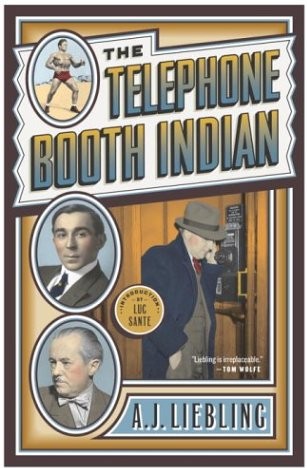 THE
TELEPHONE
BOOTH INDIAN
INTRODUCTION
BY
LUC
SANTE
"Liebling is irreplaceable."
— TOM WOLFE
A.J. LIEBLING